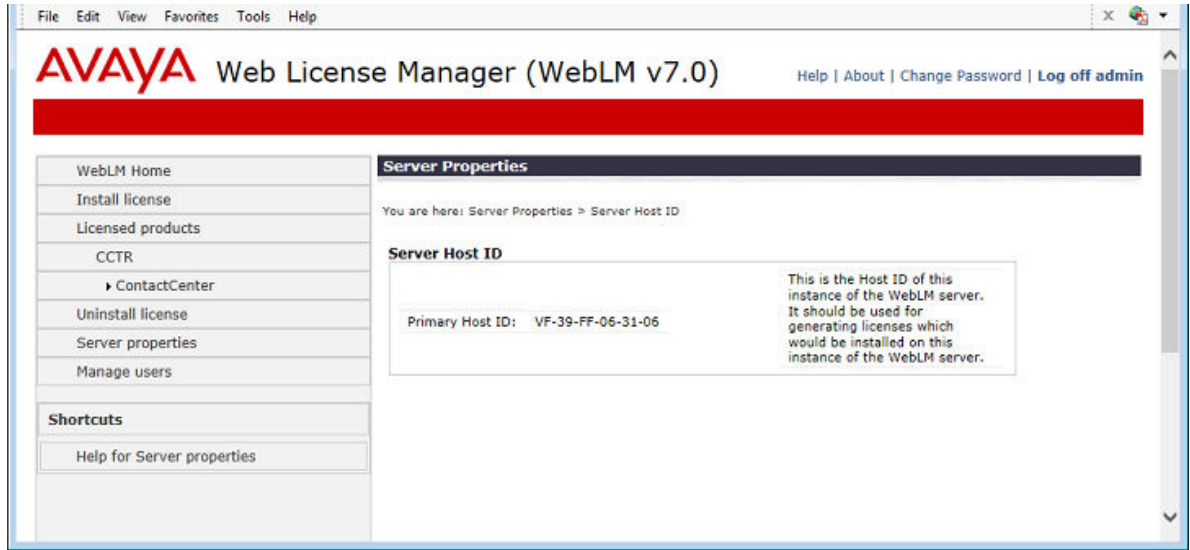 File Edit View Favorites Tools Help
x
AVAYA Web License Manager (WebLM v7.0)
Help | About | Change Password | Log off admin
WebLM Home
Install license
Licensed products
CCTR
ContactCenter
Uninstall license
Server properties
Manage users
Shortcuts
Help for Server properties
Server Properties
You are here: Server Properties > Server Host ID
Server Host ID
Primary Host ID: VF-39-FF-06-31-06
This is the Host ID of this
instance of the WebLM server.
It should be used for
generating licenses which
would be installed on this
instance of the WebLM server.